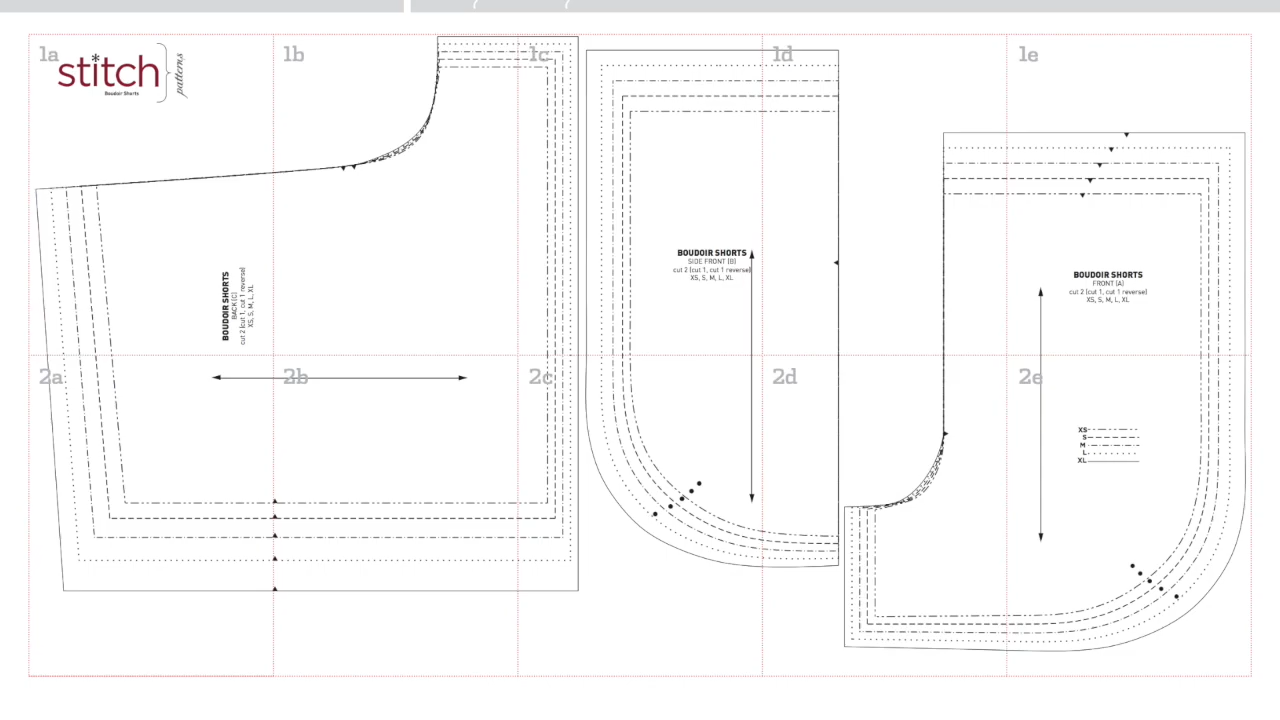 1a
1b
1c
1d
1e
stitch
patterns
Boudoir Shorts
BOUDOIR SHORTS
BACK (C)
cut 2 (cut 1, cut 1 reverse)
XS, S, M, L, XL
BOUDOIR SHORTS
SIDE FRONT (B)
cut 2 (cut 1, cut 1 reverse)
XS, S, M, L, XL
BOUDOIR SHORTS
FRONT (A)
cut 2 (cut 1, cut 1 reverse)
XS, S, M, L, XL
2a
2b
2c
2d
2e
XS
S
M
L
XL